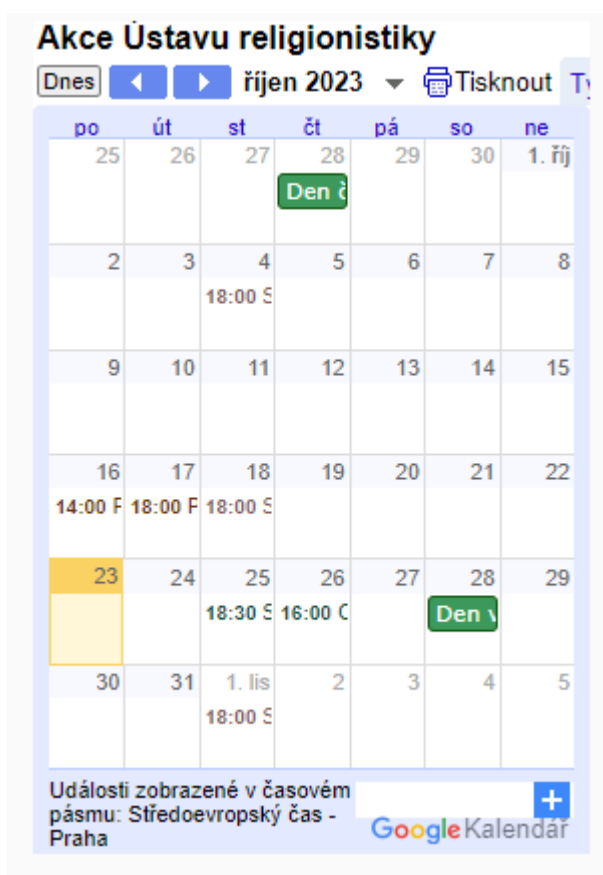 Akce Ústavu religionistiky
Dnes říjen 2023 Tisknout Ty
po út st čt pá so ne
25 26 27 28 29 30 1. říj
Den č
2 3 4 5 6 7 8
18:00 S
9 10 11 12 13 14 15
16 17 18 19 20 21 22
14:00 F 18:00 F 18:00 S
23 24 25 26 27 28 29
18:30 S 16:00 C Den v
30 31 1. lis 2 3 4 5
18:00 S
Události zobrazené v časovém
pásmu: Středoevropský čas -
Praha
+
Google Kalendář